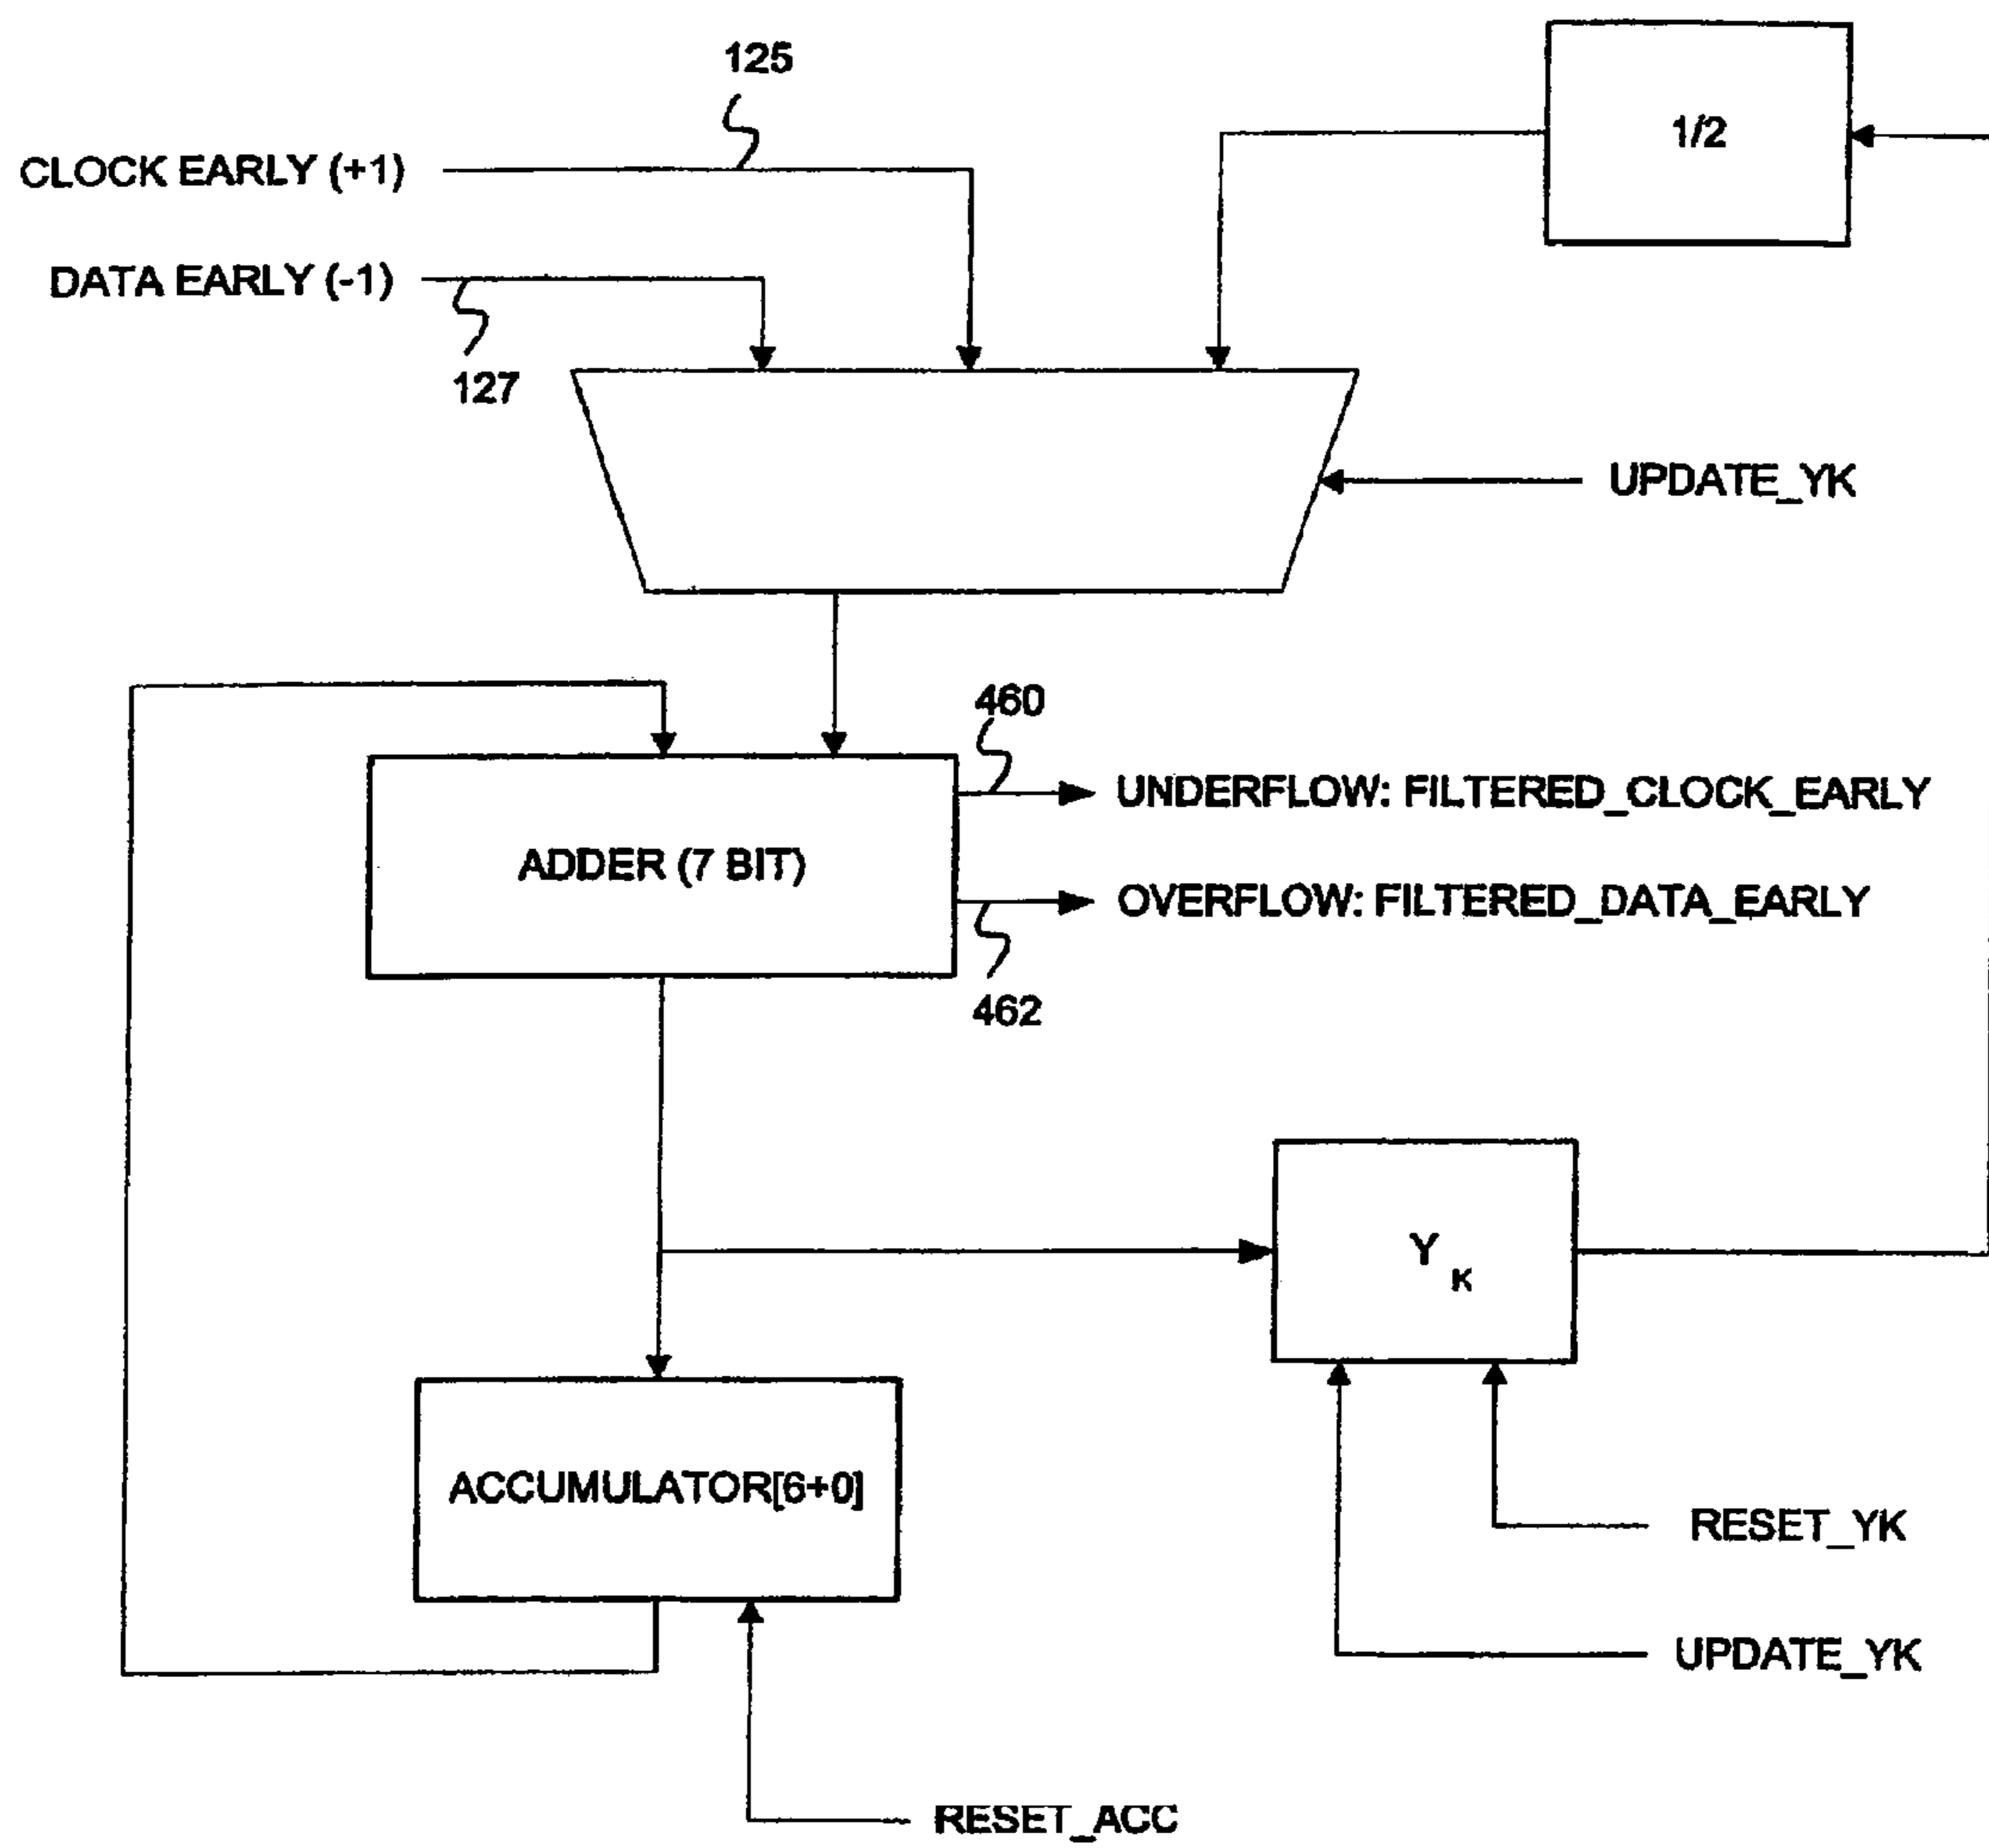 125
1/2
CLOCK EARLY (+1)
DATA EARLY (-1)
127
UPDATE_YK
460
UNDERFLOW: FILTERED_CLOCK_EARLY
ADDER (7 BIT)
OVERFLOW: FILTERED_DATA_EARLY
462
Y K
ACCUMULATOR[6+0]
RESET_YK
UPDATE_YK
RESET_ACC